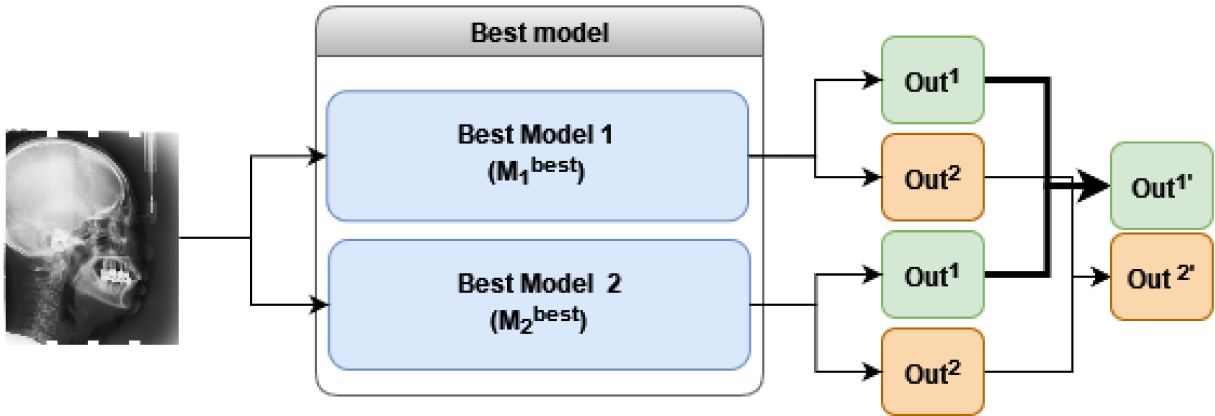 Best model
Best Model 1
(M₁ᵇᵉˢᵗ)
Best Model 2
(M₂ᵇᵉˢᵗ)
Out¹
Out²
Out¹
Out²
Out¹'
Out ²'